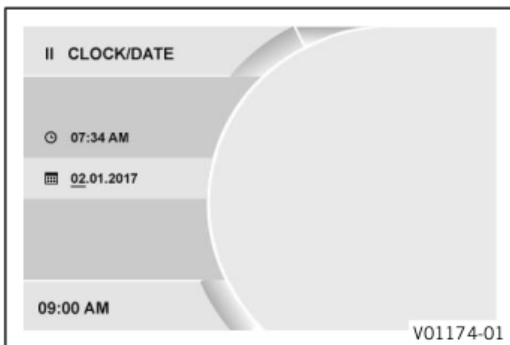 II CLOCK/DATE
07:34 AM
02.01.2017
09:00 AM
V01174-01